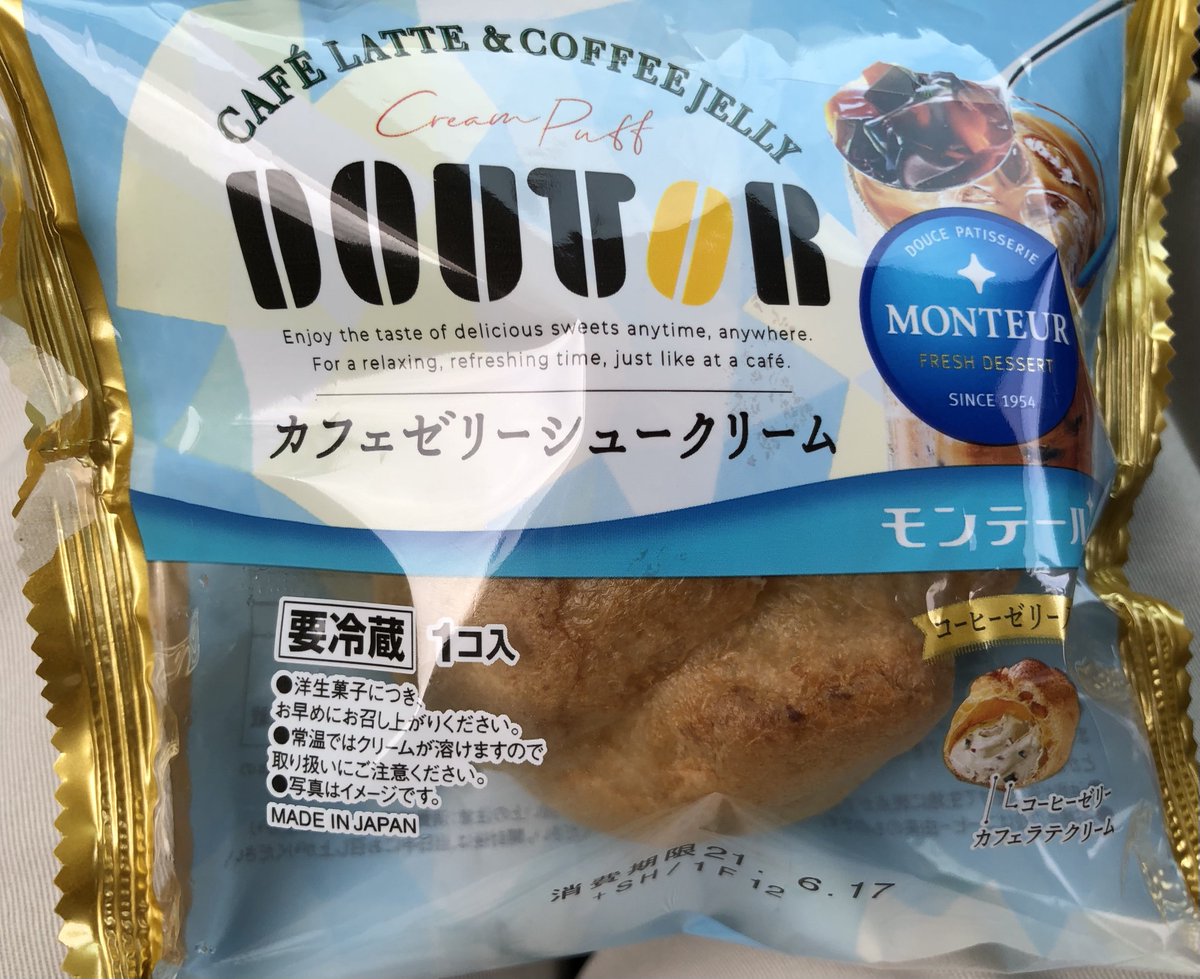 CAFÉ LATTE & COFFEE JELLY
Cream Puff
DOUTOR
Enjoy the taste of delicious sweets anytime, anywhere.
For a relaxing, refreshing time, just like at a café.
カフェゼリーシュークリーム
DOUCE PATISSERIE
MONTEUR
FRESH DESSERT
SINCE 1954
モンテール
コーヒーゼリー
コーヒーゼリー
カフェラテクリーム
要冷蔵 1コ入
●洋生菓子につき、
お早めにお召し上がりください。
●常温ではクリームが溶けますので
取り扱いにご注意ください。
●写真はイメージです。
MADE IN JAPAN
消費期限21. 6.17
+SH/1F12